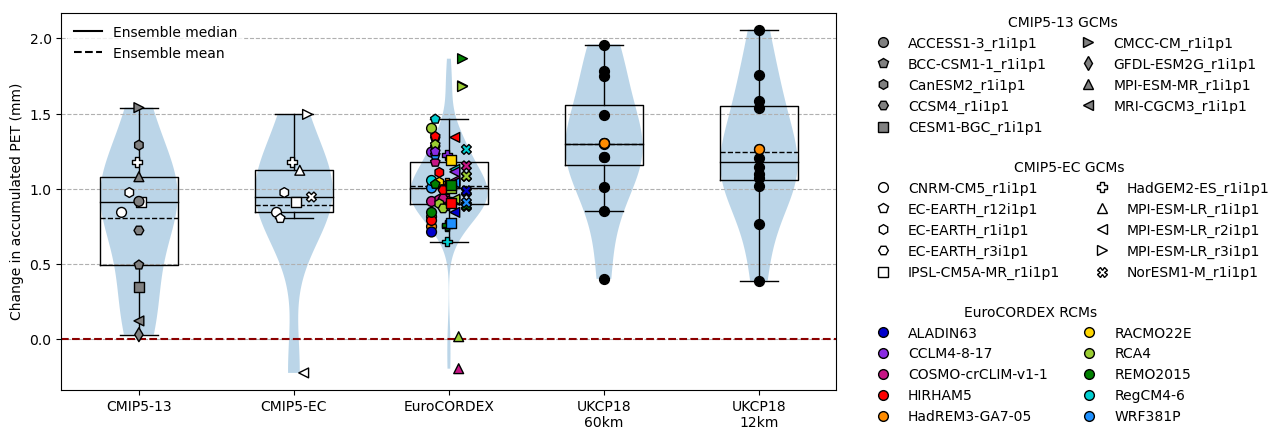 Change in accumulated PET (mm)
2.0
1.5
1.0
0.5
0.0
Ensemble median
Ensemble mean
CMIP5-13
CMIP5-EC
EuroCORDEX
UKCP18
60km
UKCP18
12km
CMIP5-13 GCMs
ACCESS1-3_r1i1p1
BCC-CSM1-1_r1i1p1
CanESM2_r1i1p1
CCSM4_r1i1p1
CESM1-BGC_r1i1p1
CMCC-CM_r1i1p1
GFDL-ESM2G_r1i1p1
MPI-ESM-MR_r1i1p1
MRI-CGCM3_r1i1p1
CMIP5-EC GCMs
CNRM-CM5_r1i1p1
EC-EARTH_r12i1p1
EC-EARTH_r1i1p1
EC-EARTH_r3i1p1
IPSL-CM5A-MR_r1i1p1
HadGEM2-ES_r1i1p1
MPI-ESM-LR_r1i1p1
MPI-ESM-LR_r2i1p1
MPI-ESM-LR_r3i1p1
NorESM1-M_r1i1p1
EuroCORDEX RCMs
ALADIN63
CCLM4-8-17
COSMO-crCLIM-v1-1
HIRHAM5
HadREM3-GA7-05
RACMO22E
RCA4
REMO2015
RegCM4-6
WRF381P